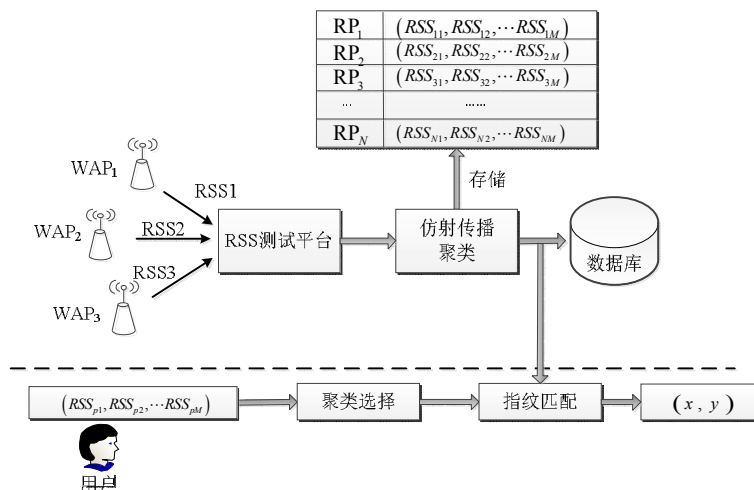 RP1 (RSS11, RSS12, ⋯RSS1M)
RP2 (RSS21, RSS22, ⋯RSS2M)
RP3 (RSS31, RSS32, ⋯RSS3M)
... ......
RPN (RSSN1, RSSN2, ⋯RSSNM)
存储
WAP1
RSS1
WAP2
RSS2
RSS3
WAP3
RSS测试平台
仿射传播
聚类
数据库
(RSSp1, RSSp2, ⋯RSSpM)
聚类选择
指纹匹配
(x, y)
用户